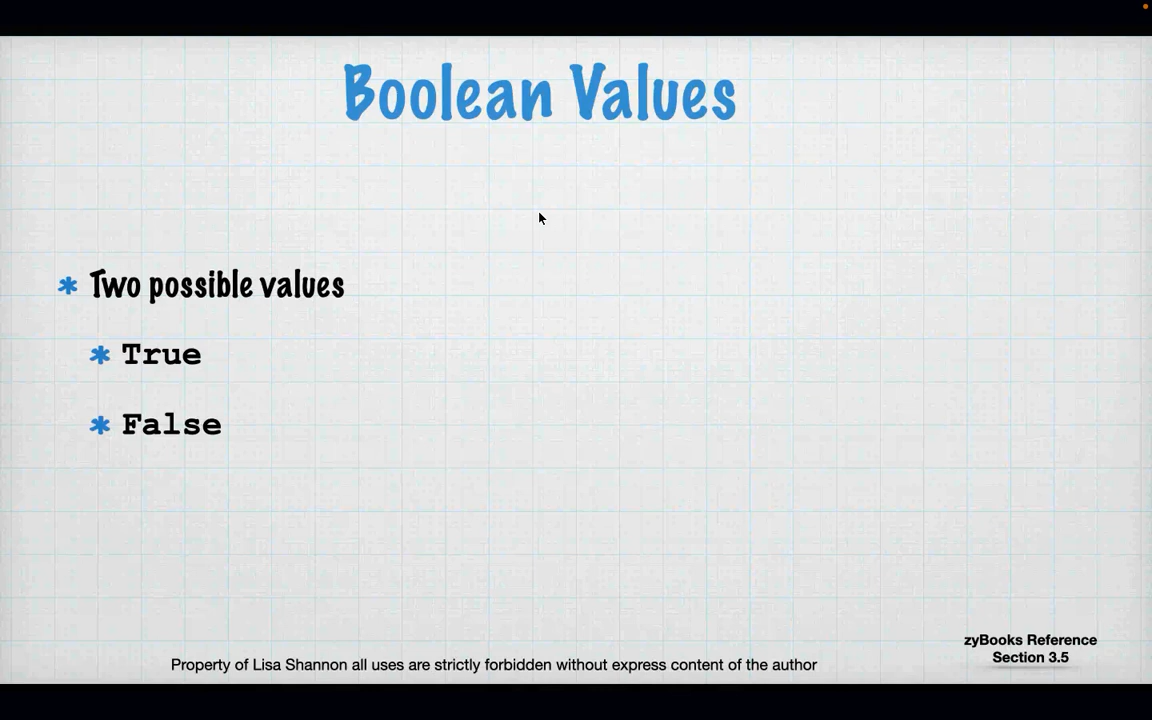 Boolean Values
* Two possible values
* True
* False
zyBooks Reference
Section 3.5
Property of Lisa Shannon all uses are strictly forbidden without express content of the author